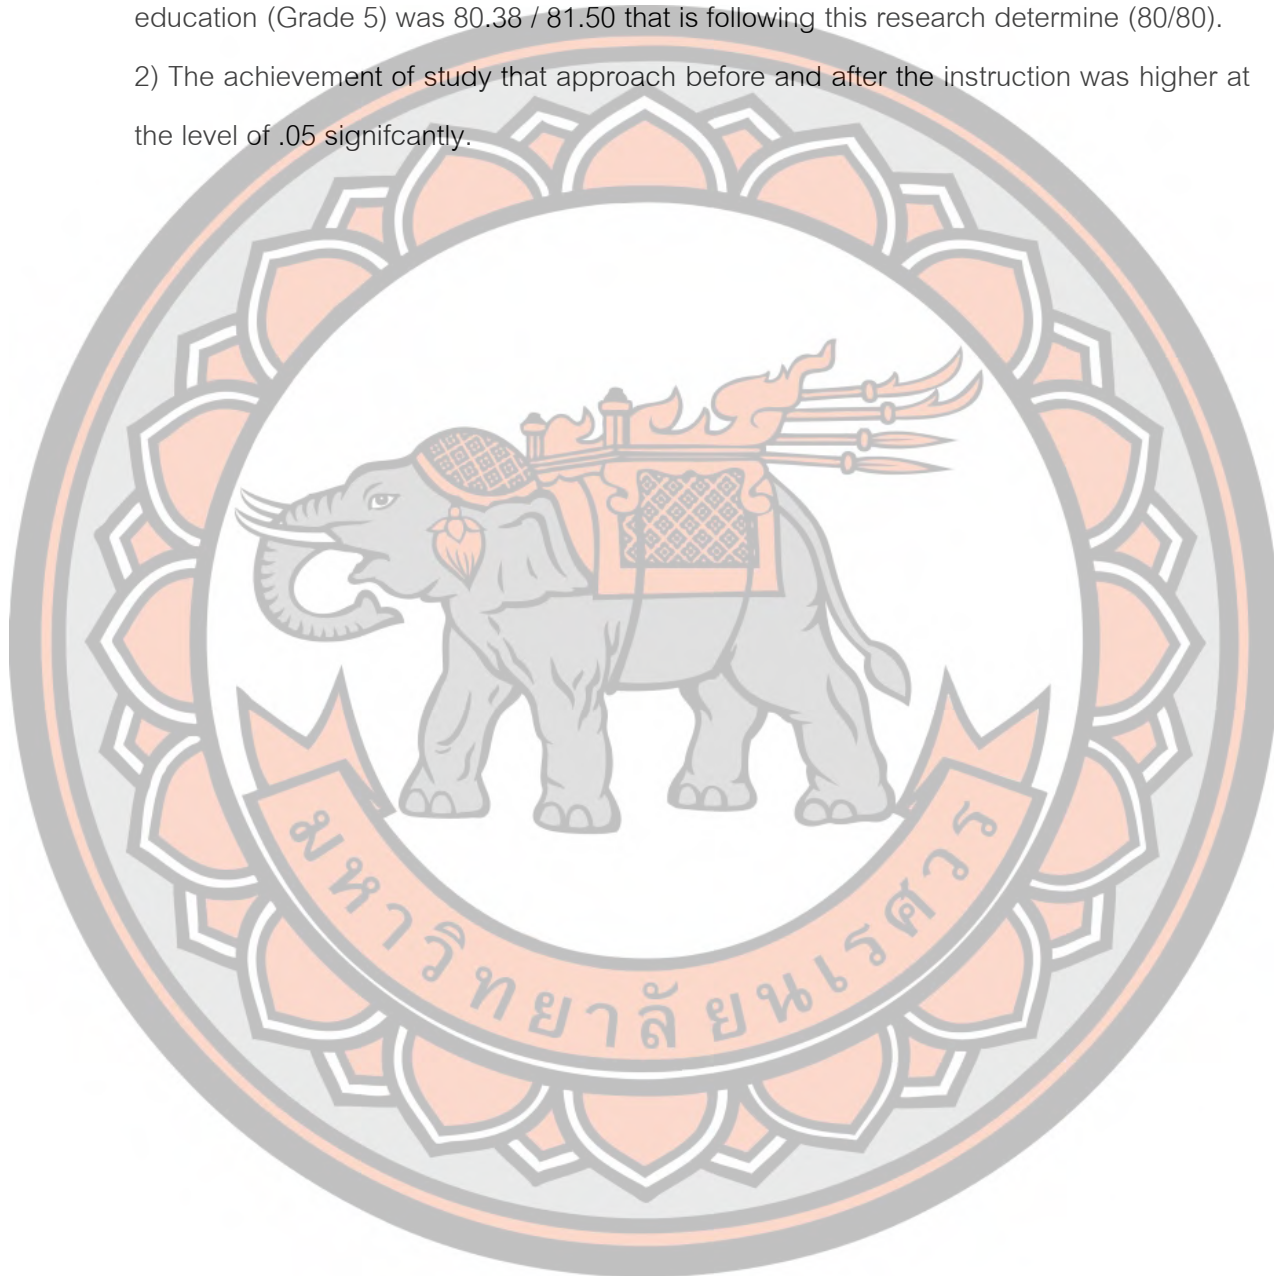 education (Grade 5) was 80.38 / 81.50 that is following this research determine (80/80).
2) The achievement of study that approach before and after the instruction was higher at
the level of .05 signifcantly.
มหาวิทยาลัยนเรศวร